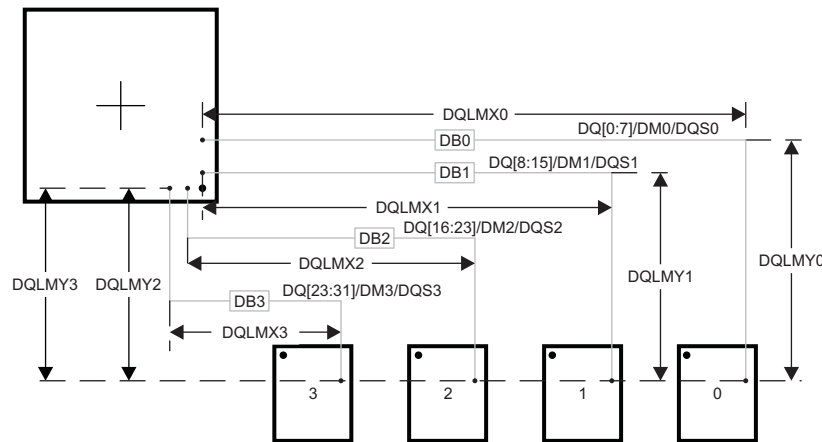 DQLMX0
DQ[0:7]/DM0/DQS0
DB0
DQ[8:15]/DM1/DQS1
DB1
DQLMX1
DQ[16:23]/DM2/DQS2
DB2
DQLMY3
DQLMY2
DQLMX2
DQLMY1
DQLMY0
DQ[23:31]/DM3/DQS3
DB3
DQLMX3
3
2
1
0